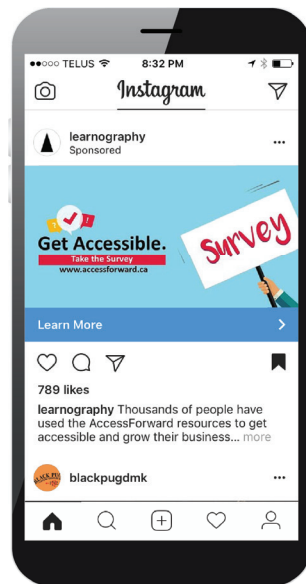 TELUS 8:32 PM
Instagram
learnography
Sponsored
Get Accessible.
Take the Survey
www.accessforward.ca
Survey
Learn More
789 likes
learnography Thousands of people have
used the AccessForward resources to get
accessible and grow their business... more
blackpugdmk